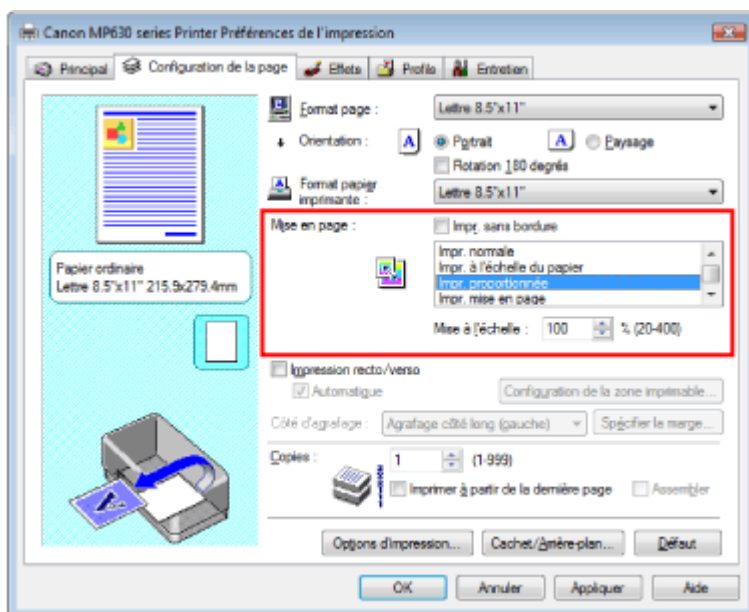 Canon MP630 series Printer Préférences de l'impression
Principal Configuration de la page Effets Profils Entretien
Format page : Lettre 8.5"x11"
Orientation : A Portrait A Paysage
Rotation 180 degrés
Format papier imprimante : Lettre 8.5"x11"
Mise en page : Impr. sans bordure
Impr. normale
Impr. à l'échelle du papier
Impr. proportionnée
Impr. mise en page
Papier ordinaire
Lettre 8.5"x11" 215.9x279.4mm
Mise à l'échelle : 100 % (20-400)
Impression recto/verso
Automatique Configuration de la zone imprimable...
Côté d'agrafage : Agrafage côté long (gauche) Spécifier la marge...
Copies : 1 (1-999)
Imprimer à partir de la dernière page Assembler
Options d'impression... Cachet/Arrière-plan... Défaut
OK Annuler Appliquer Aide